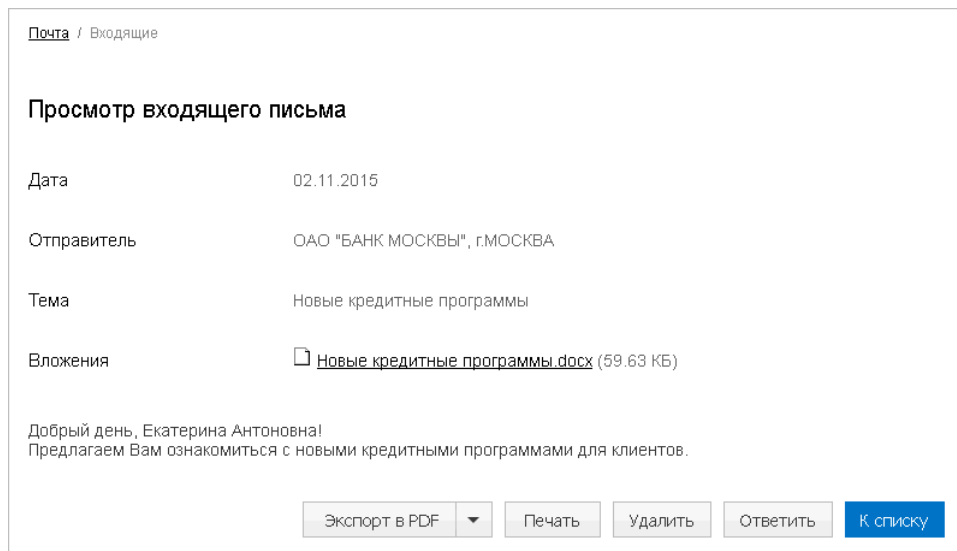 Почта / Входящие
Просмотр входящего письма
Дата 02.11.2015
Отправитель ОАО "БАНК МОСКВЫ", г.МОСКВА
Тема Новые кредитные программы
Вложения Новые кредитные программы.docx (59.63 КБ)
Добрый день, Екатерина Антоновна!
Предлагаем Вам ознакомиться с новыми кредитными программами для клиентов.
Экспорт в PDF Печать Удалить Ответить К списку